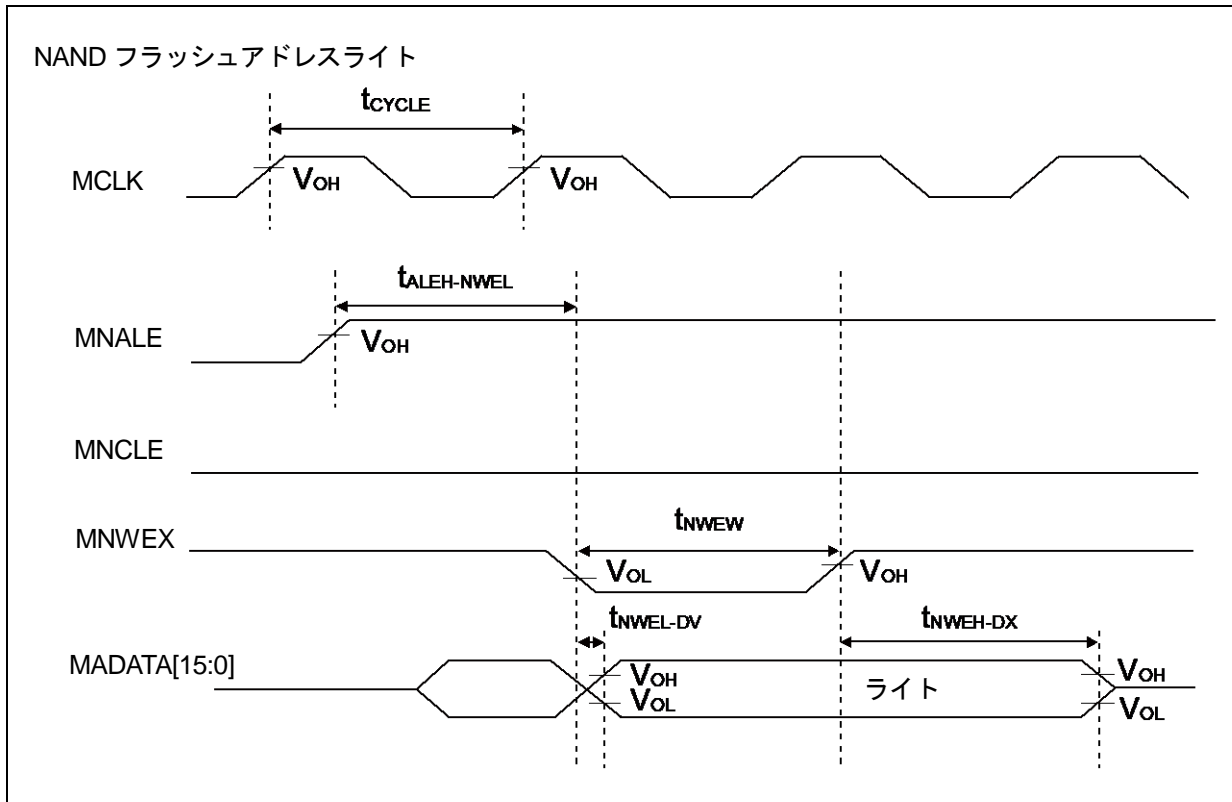 NAND フラッシュアドレスライト
tCYCLE
MCLK
VOH
VOH
tALEH-NWEL
MNALE
VOH
MNCLE
MNWEX
tNWEW
VOL
VOH
tNWEL-DV
tNWEH-DX
MADATA[15:0]
VOH
VOL
ライト
VOH
VOL